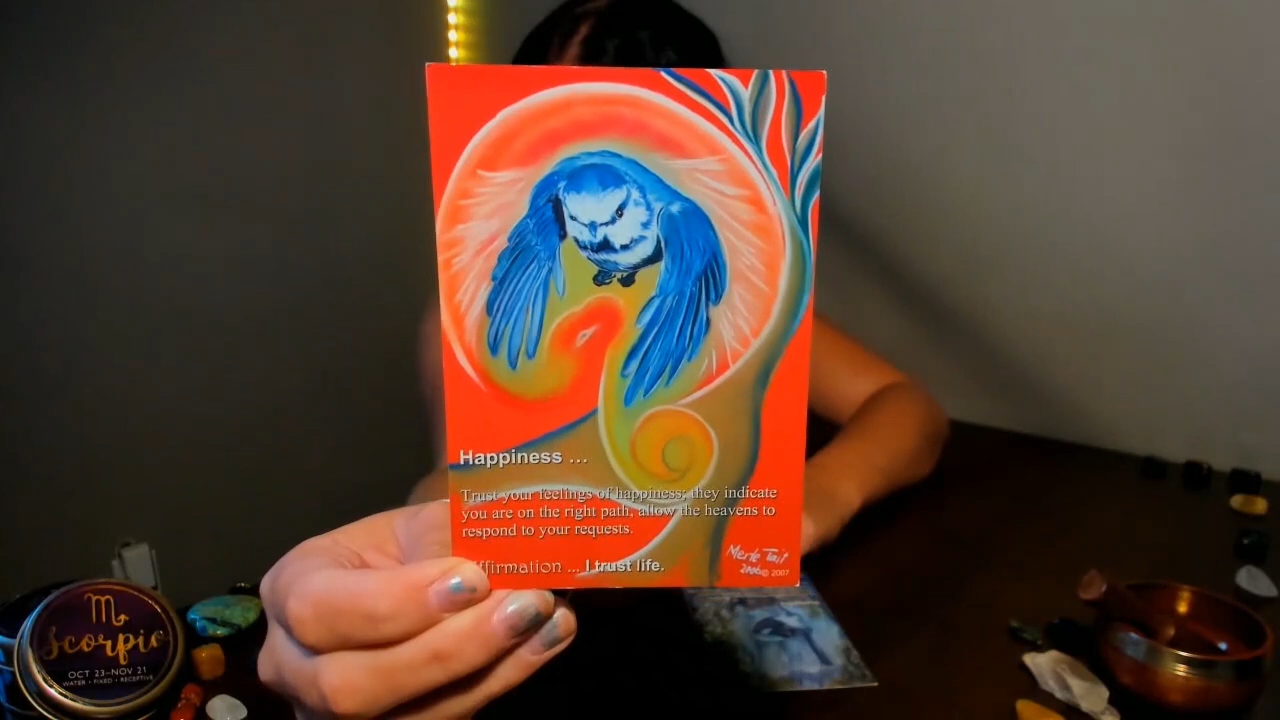 Happiness ...
Trust your feelings of happiness; they indicate
you are on the right path, allow the heavens to
respond to your requests.
ffirmation ... I trust life.
Merle Tait
2006 © 2007
Scorpio
OCT 23–NOV 21
WATER • FIXED • RECEPTIVE